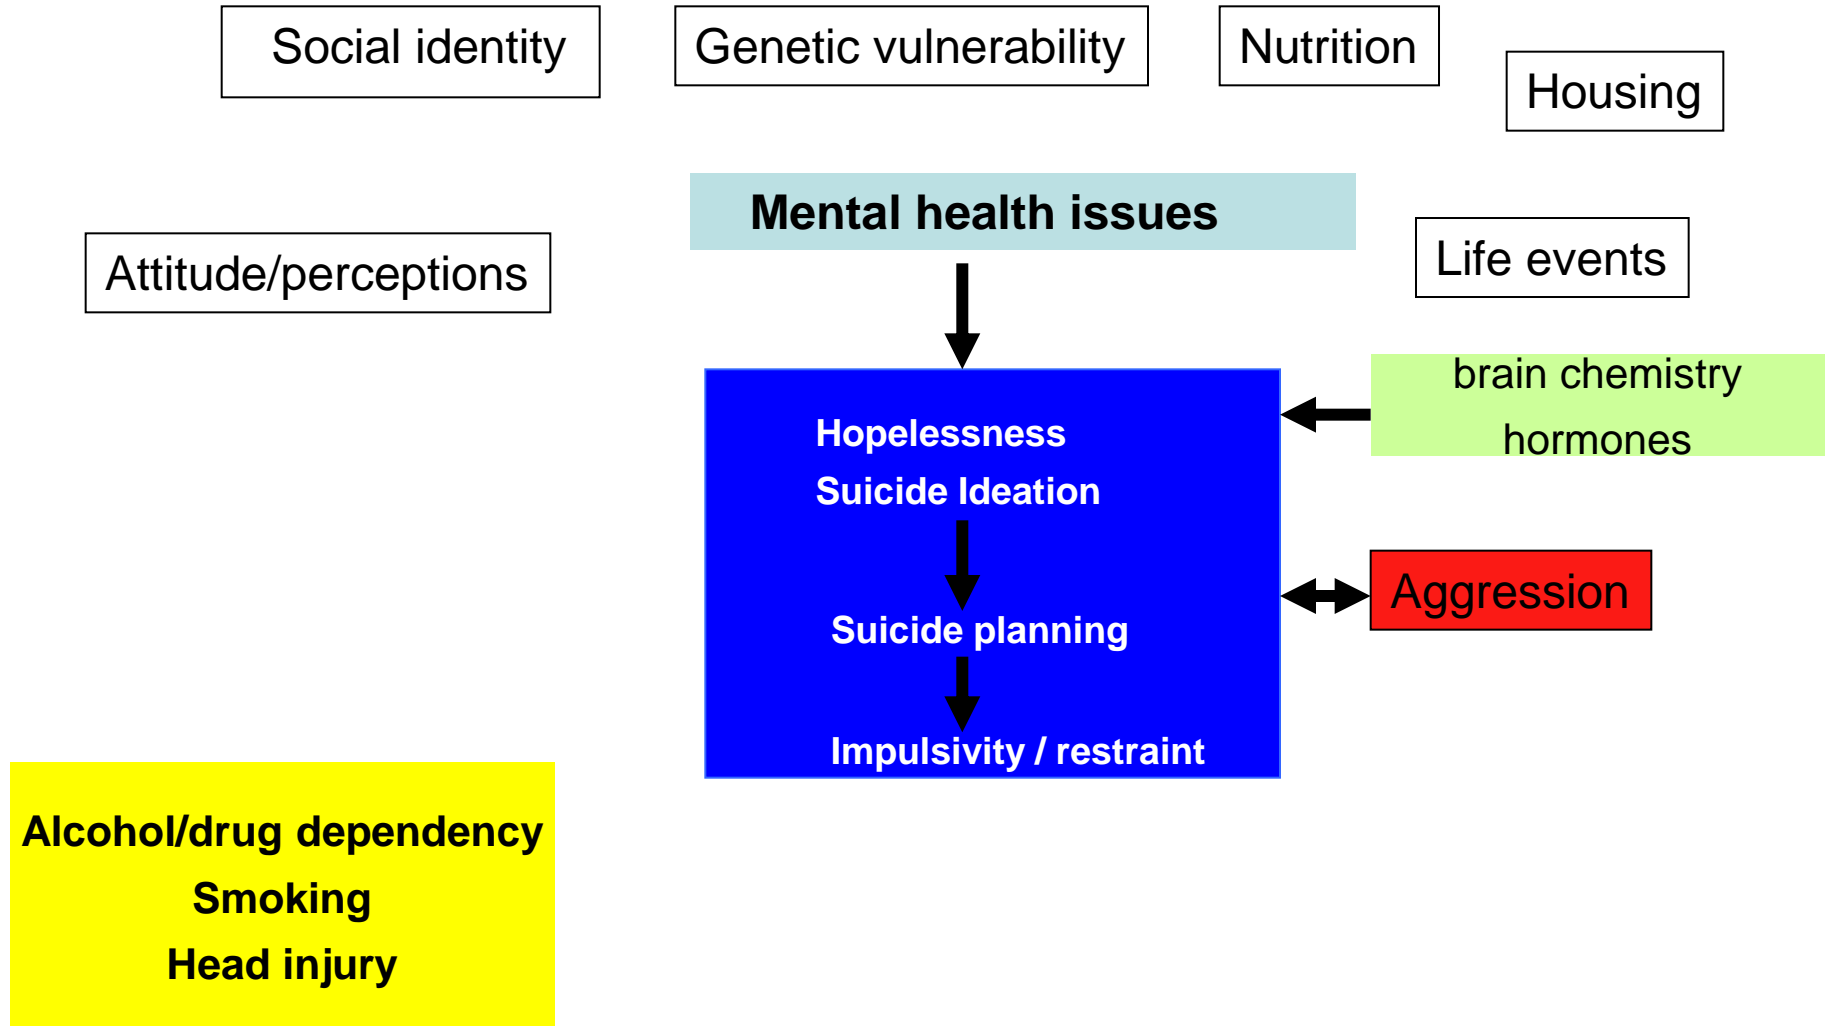 Social identity
Genetic vulnerability
Nutrition
Housing
Mental health issues
Attitude/perceptions
Life events
brain chemistry
hormones
Hopelessness
Suicide Ideation
Aggression
Suicide planning
Impulsivity / restraint
Alcohol/drug dependency
Smoking
Head injury